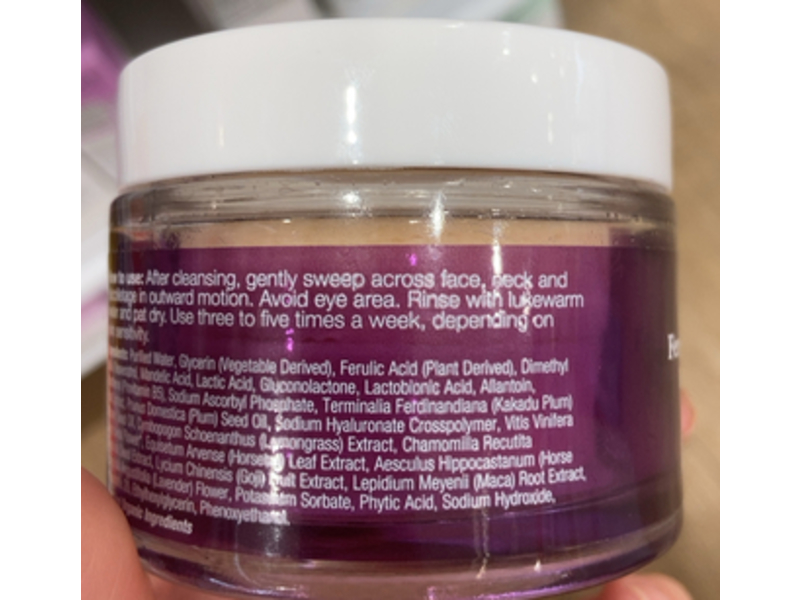 to use: After cleansing, gently sweep across face, neck and
in outward motion. Avoid eye area. Rinse with lukewarm
and pat dry. Use three to five times a week, depending on
sensitivity.
Purified Water, Glycerin (Vegetable Derived), Ferulic Acid (Plant Derived), Dimethyl
Mandelic Acid, Lactic Acid, Gluconolactone, Lactobionic Acid, Allantoin,
B5), Sodium Ascorbyl Phosphate, Terminalia Ferdinandiana (Kakadu Plum)
Domestica (Plum) Seed Oil, Sodium Hyaluronate Crosspolymer, Vitis Vinifera
Cymbopogon Schoenanthus (Lemongrass) Extract, Chamomilla Recutita
Equisetum Arvense (Horsetail) Leaf Extract, Aesculus Hippocastanum (Horse
Extract, Lycium Chinensis (Goji) Fruit Extract, Lepidium Meyenii (Maca) Root Extract,
(Lavender) Flower, Potassium Sorbate, Phytic Acid, Sodium Hydroxide,
Phenoxyethanol.
Ingredients